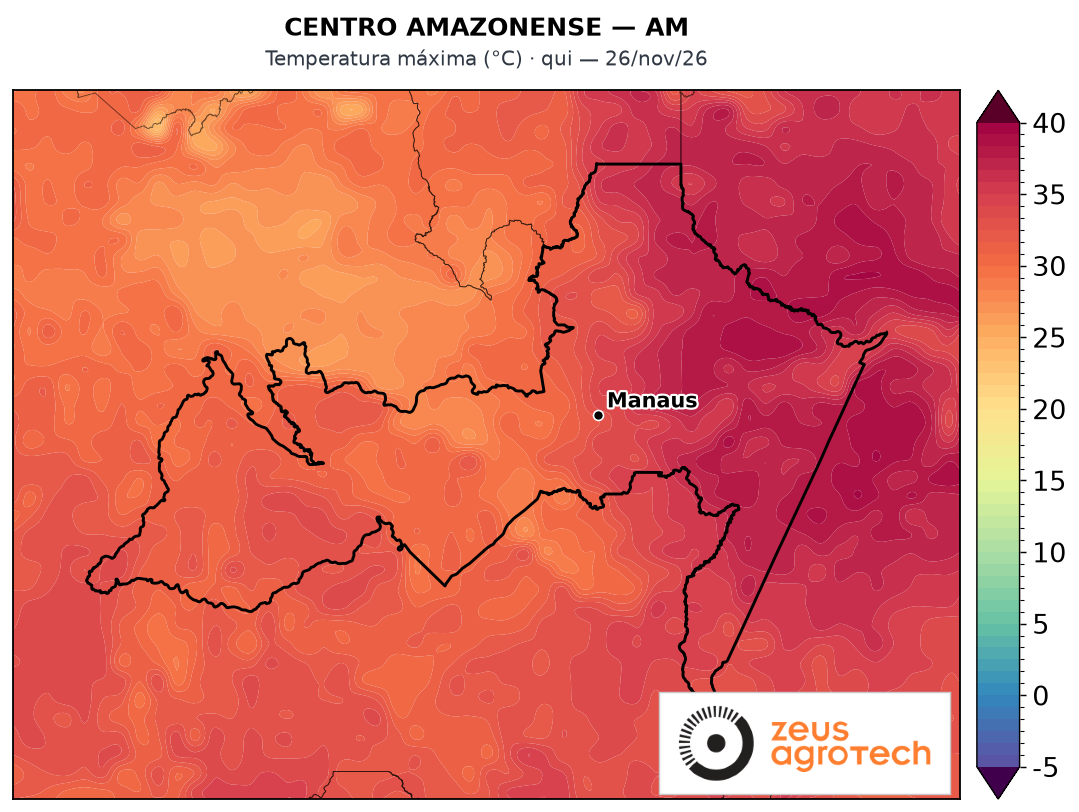 CENTRO AMAZONENSE — AM
Temperatura máxima (°C) · qui — 26/nov/26
Manaus
40
35
30
25
20
15
10
5
0
-5
zeus
agrotech